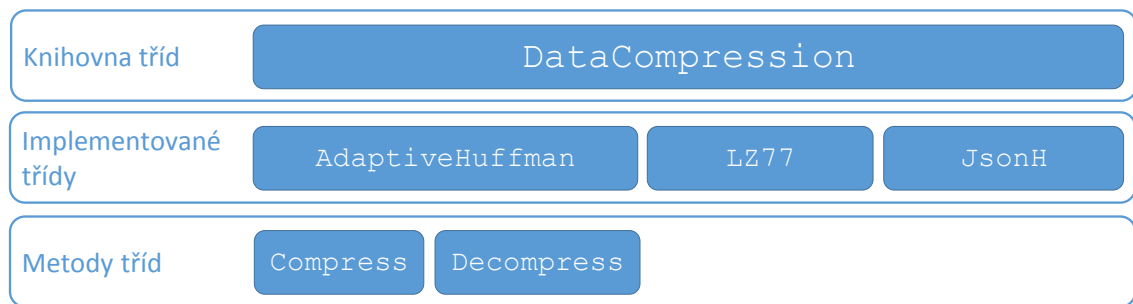 Knihovna tříd
DataCompression
Implementované
třídy
AdaptiveHuffman
LZ77
JsonH
Metody tříd
Compress
Decompress